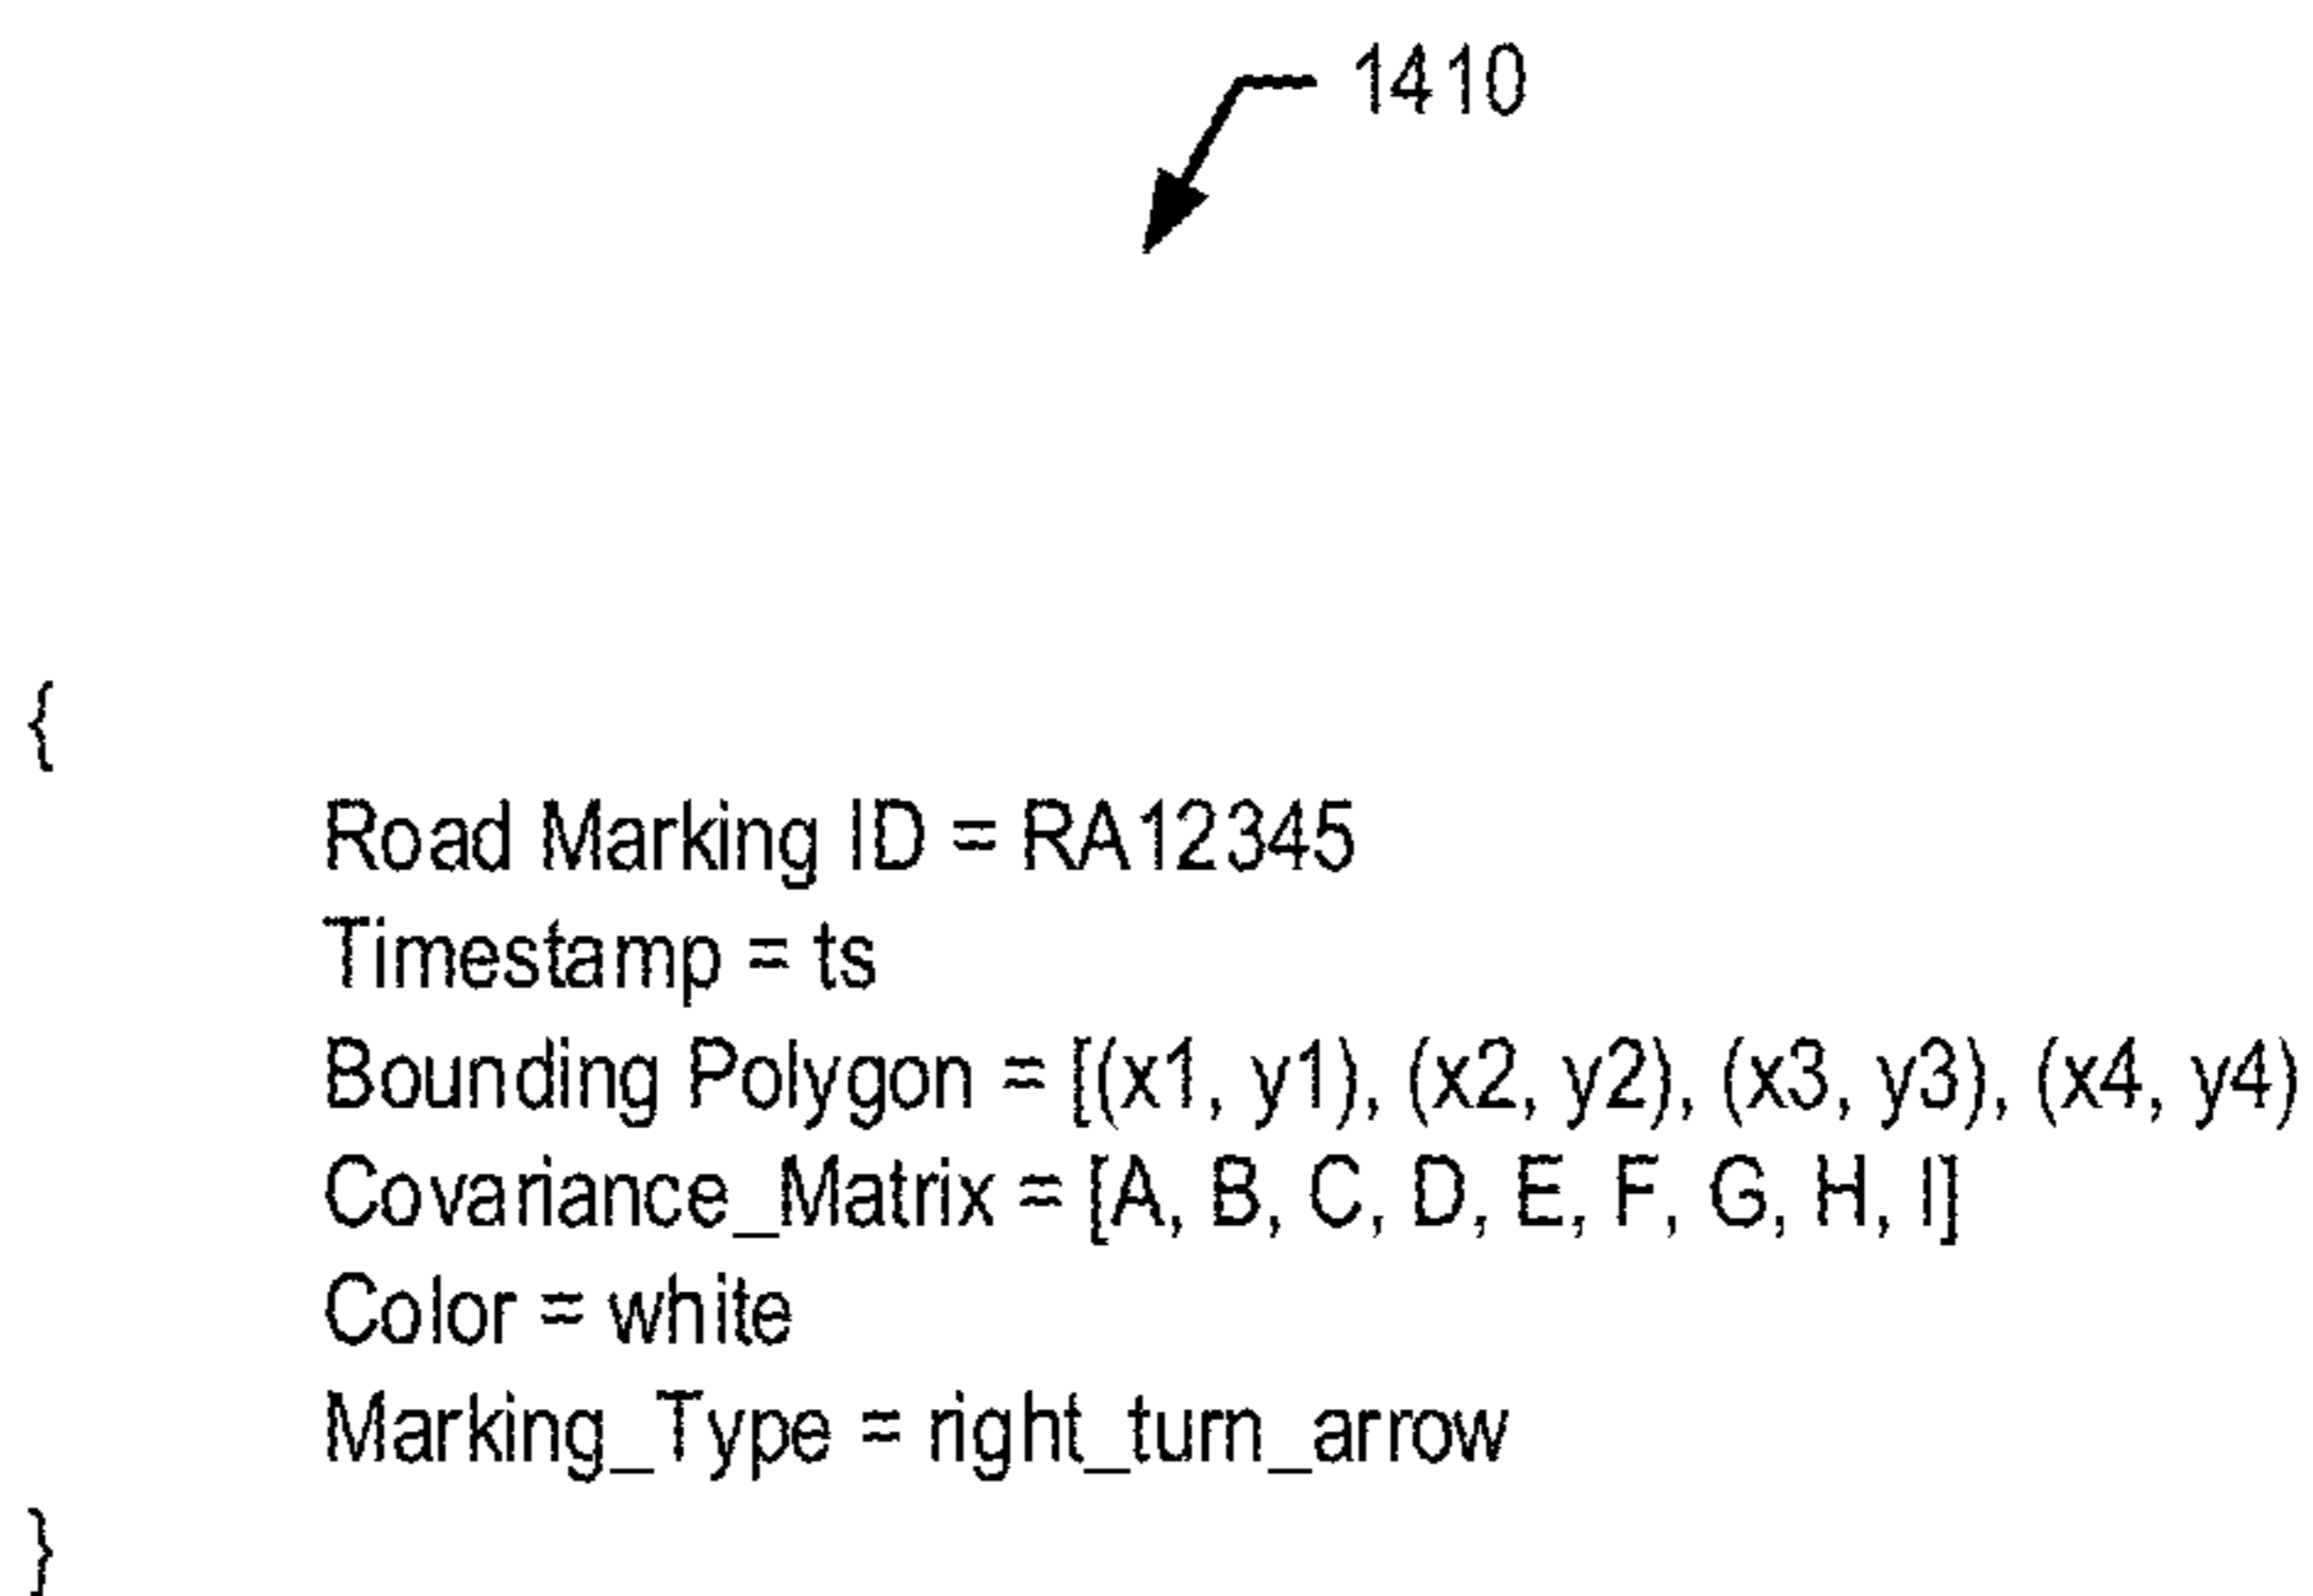 1410
{
Road Marking ID = RA12345
Timestamp = ts
Bounding Polygon = [(x1, y1), (x2, y2), (x3, y3), (x4, y4)
Covariance_Matrix = [A, B, C, D, E, F, G, H, I]
Color = white
Marking_Type = right_turn_arrow
}